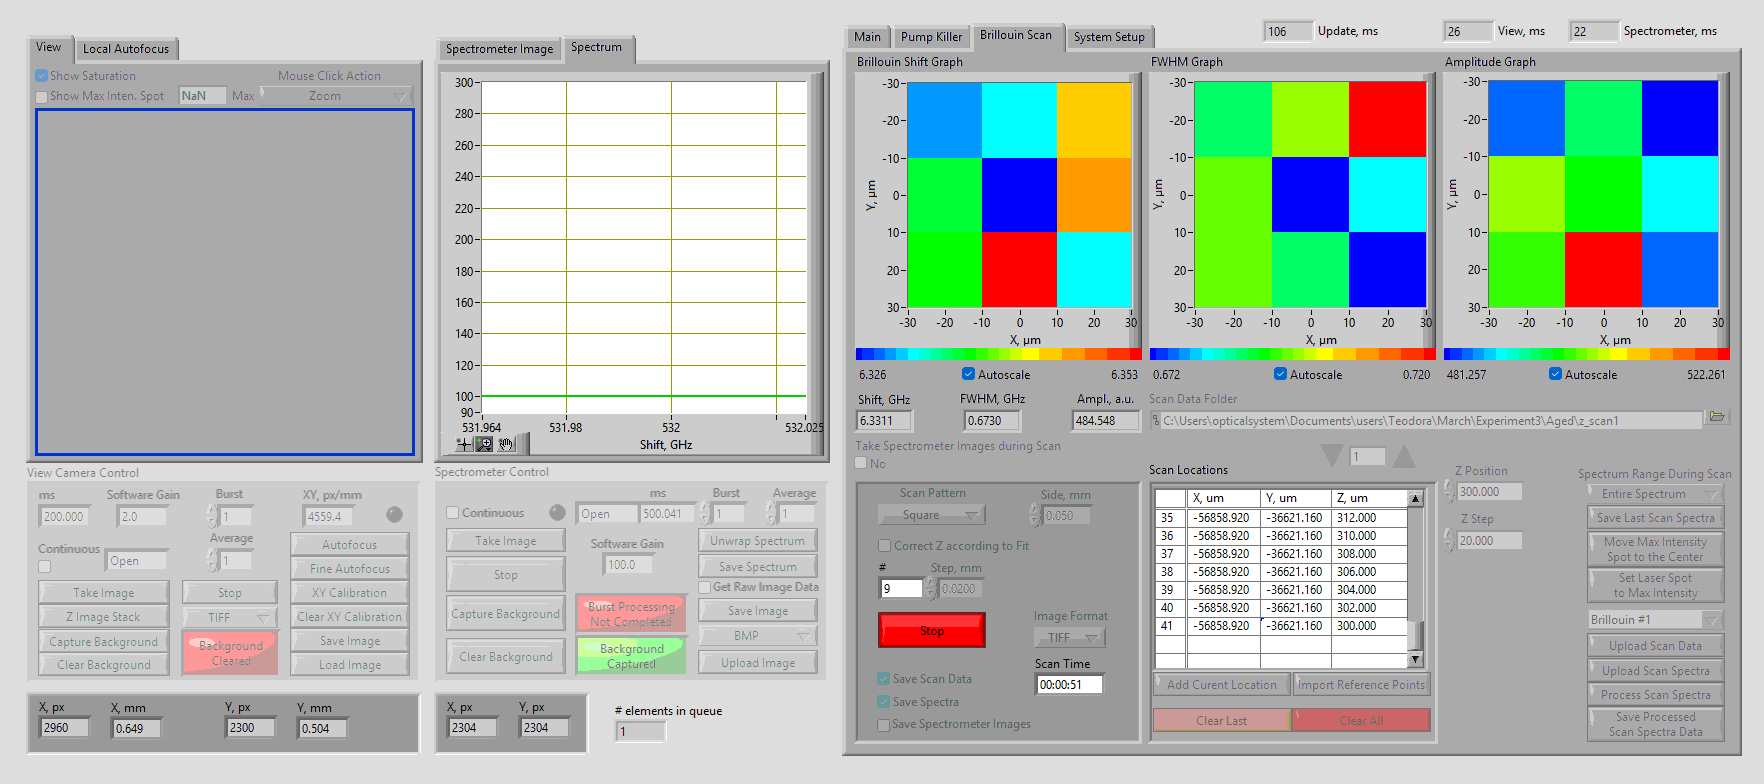 View
Local Autofocus
Show Saturation
Mouse Click Action
Show Max Inten. Spot
NaN
Max
Zoom
View Camera Control
ms
Software Gain
Burst
XY, px/mm
200.000
2.0
1
4559.4
Continuous
Open
Average
1
Autofocus
Fine Autofocus
Take Image
Stop
XY Calibration
Z Image Stack
TIFF
Clear XY Calibration
Capture Background
Background
Cleared
Save Image
Clear Background
Load Image
X, px
X, mm
Y, px
Y, mm
2960
0.649
2300
0.504
Spectrometer Image
Spectrum
300
280
260
240
220
300
180
160
140
120
100
90
531.964
531.98
532
532.025
Shift, GHz
Spectrometer Control
ms
Burst
Average
Continuous
Open
500.041
1
1
Take Image
Software Gain
Unwrap Spectrum
Stop
100.0
Save Spectrum
Get Raw Image Data
Capture Background
Burst Processing
Not Completed
Save Image
BMP
Clear Background
Background
Captured
Upload Image
X, px
Y, px
2304
2304
# elements in queue
1
106
Update, ms
26
View, ms
22
Spectrometer, ms
Main
Pump Killer
Brillouin Scan
System Setup
Brillouin Shift Graph
-30
-20
-10
0
10
20
30
Y, µm
-30
-20
-10
0
10
20
30
X, µm
6.326
Autoscale
6.353
FWHM Graph
-30
-20
-10
0
10
20
30
Y, µm
-30
-20
-10
0
10
20
30
X, µm
0.672
Autoscale
0.720
Amplitude Graph
-30
-20
-10
0
10
20
30
Y, µm
-30
-20
-10
0
10
20
30
X, µm
481.257
Autoscale
522.261
Shift, GHz
FWHM, GHz
Ampl., a.u.
6.3311
0.6730
484.548
Scan Data Folder
C:\Users\opticalsystem\Documents\users\Teodora\March\Experiment3\Aged\z_scan1
Take Spectrometer Images during Scan
No
1
Scan Pattern
Side, mm
Square
0.050
Correct Z according to Fit
#
Step, mm
9
0.0200
Stop
Image Format
TIFF
Scan Time
00:00:51
Save Scan Data
Save Spectra
Save Spectrometer Images
Scan Locations
X, um Y, um Z, um
35 -56858.920 -36621.160 312.000
36 -56858.920 -36621.160 310.000
37 -56858.920 -36621.160 308.000
38 -56858.920 -36621.160 306.000
39 -56858.920 -36621.160 304.000
40 -56858.920 -36621.160 302.000
41 -56858.920 -36621.160 300.000
Add Curent Location
Import Reference Points
Clear Last
Clear All
Z Position
300.000
Z Step
20.000
Spectrum Range During Scan
Entire Spectrum
Save Last Scan Spectra
Move Max Intensity
Spot to the Center
Set Laser Spot
to Max Intensity
Brillouin #1
Upload Scan Data
Upload Scan Spectra
Process Scan Spectra
Save Processed
Scan Spectra Data